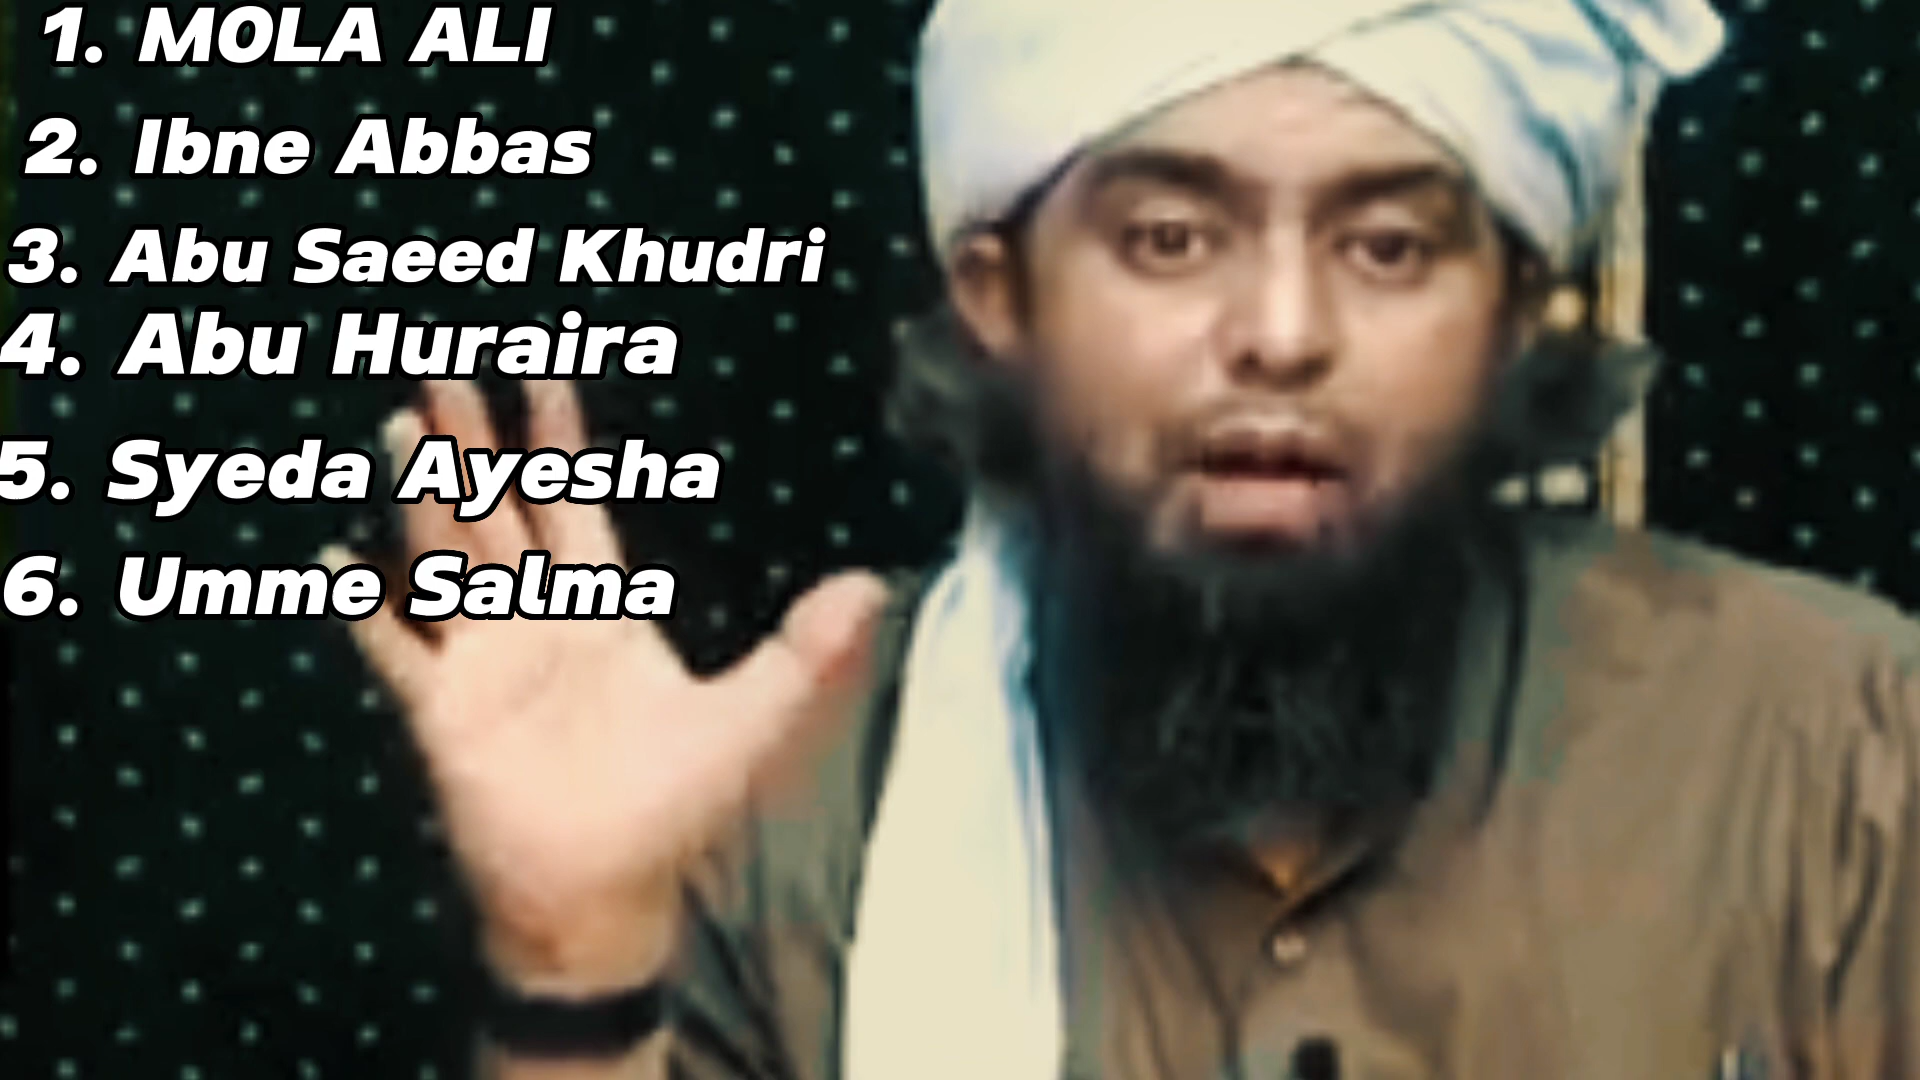 1. MOLA ALI
2. Ibne Abbas
3. Abu Saeed Khudri
4. Abu Huraira
5. Syeda Ayesha
6. Umme Salma